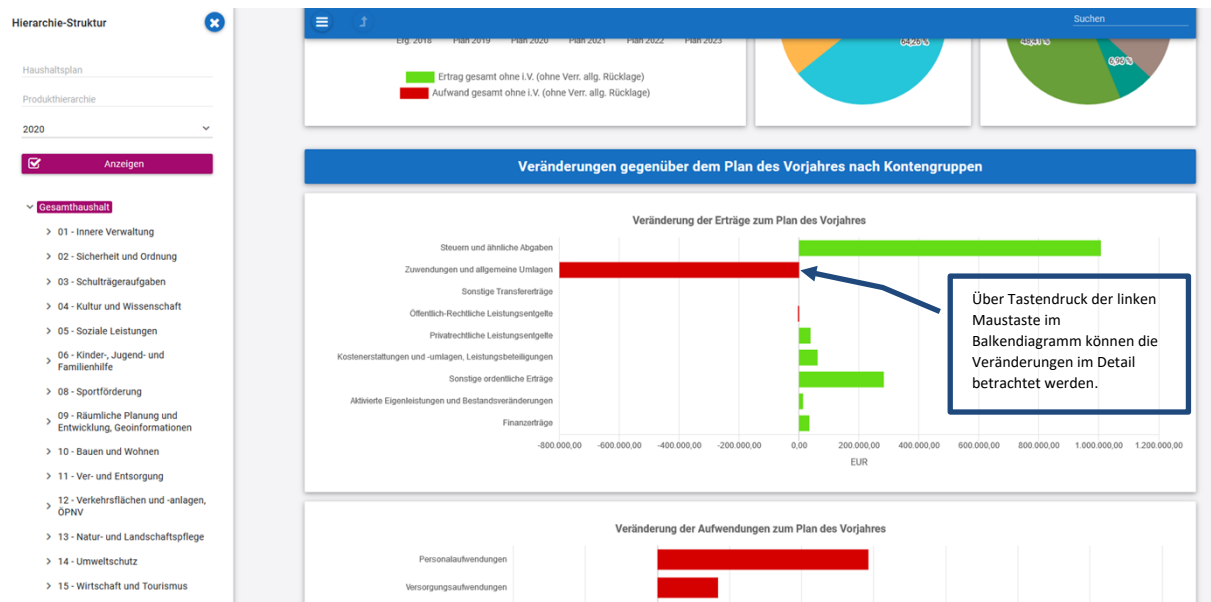 Hierarchie-Struktur
Haushaltsplan
Produkthierarchie
2020
Anzeigen
Gesamthaushalt
01 - Innere Verwaltung
02 - Sicherheit und Ordnung
03 - Schulträgeraufgaben
04 - Kultur und Wissenschaft
05 - Soziale Leistungen
06 - Kinder-, Jugend- und
Familienhilfe
08 - Sportförderung
09 - Räumliche Planung und
Entwicklung, Geoinformationen
10 - Bauen und Wohnen
11 - Ver- und Entsorgung
12 - Verkehrsflächen und -anlagen,
ÖPNV
13 - Natur- und Landschaftspflege
14 - Umweltschutz
15 - Wirtschaft und Tourismus
Suchen
Erg. 2018 Plan 2019 Plan 2020 Plan 2021 Plan 2022 Plan 2023
Ertrag gesamt ohne i.V. (ohne Verr. allg. Rücklage)
Aufwand gesamt ohne i.V. (ohne Verr. allg. Rücklage)
64,26 %
48,41 %
6,96 %
Veränderungen gegenüber dem Plan des Vorjahres nach Kontengruppen
Veränderung der Erträge zum Plan des Vorjahres
Steuern und ähnliche Abgaben
Zuwendungen und allgemeine Umlagen
Sonstige Transfererträge
Öffentlich-Rechtliche Leistungsentgelte
Privatrechtliche Leistungsentgelte
Kostenerstattungen und -umlagen, Leistungsbeteiligungen
Sonstige ordentliche Erträge
Aktivierte Eigenleistungen und Bestandsveränderungen
Finanzerträge
-800.000,00 -600.000,00 -400.000,00 -200.000,00 0,00 200.000,00 400.000,00 600.000,00 800.000,00 1.000.000,00 1.200.000,00
EUR
Über Tastendruck der linken
Maustaste im
Balkendiagramm können die
Veränderungen im Detail
betrachtet werden.
Veränderung der Aufwendungen zum Plan des Vorjahres
Personalaufwendungen
Versorgungsaufwendungen